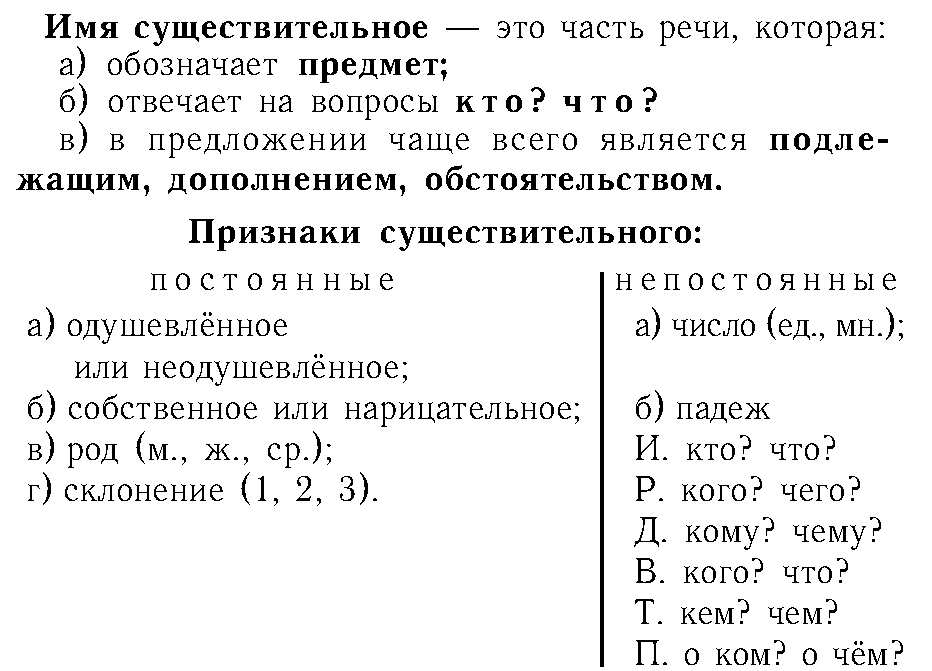 Имя существительное — это часть речи, которая:
а) обозначает предмет;
б) отвечает на вопросы кто? что?
в) в предложении чаще всего является подле-
жащим, дополнением, обстоятельством.
Признаки существительного:
постоянные
а) одушевлённое
или неодушевлённое;
б) собственное или нарицательное;
в) род (м., ж., ср.);
г) склонение (1, 2, 3).
непостоянные
а) число (ед., мн.);
б) падеж
И. кто? что?
Р. кого? чего?
Д. кому? чему?
В. кого? что?
Т. кем? чем?
П. о ком? о чём?